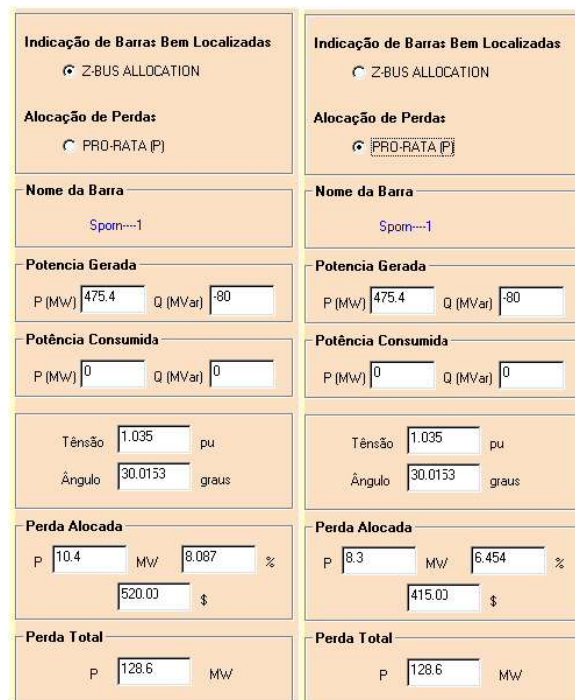 Indicação de Barras Bem Localizadas
Z-BUS ALLOCATION
Alocação de Perdas
PRO-RATA (P)
Nome da Barra
Sporn----1
Potencia Gerada
P (MW) 475.4 Q (MVar) -80
Potência Consumida
P (MW) 0 Q (MVar) 0
Tênsão 1.035 pu
Ângulo 30.0153 graus
Perda Alocada
P 10.4 MW 8.087 %
520.00 $
Perda Total
P 128.6 MW
Indicação de Barras Bem Localizadas
Z-BUS ALLOCATION
Alocação de Perdas
PRO-RATA (P)
Nome da Barra
Sporn----1
Potencia Gerada
P (MW) 475.4 Q (MVar) -80
Potência Consumida
P (MW) 0 Q (MVar) 0
Tênsão 1.035 pu
Ângulo 30.0153 graus
Perda Alocada
P 8.3 MW 6.454 %
415.00 $
Perda Total
P 128.6 MW